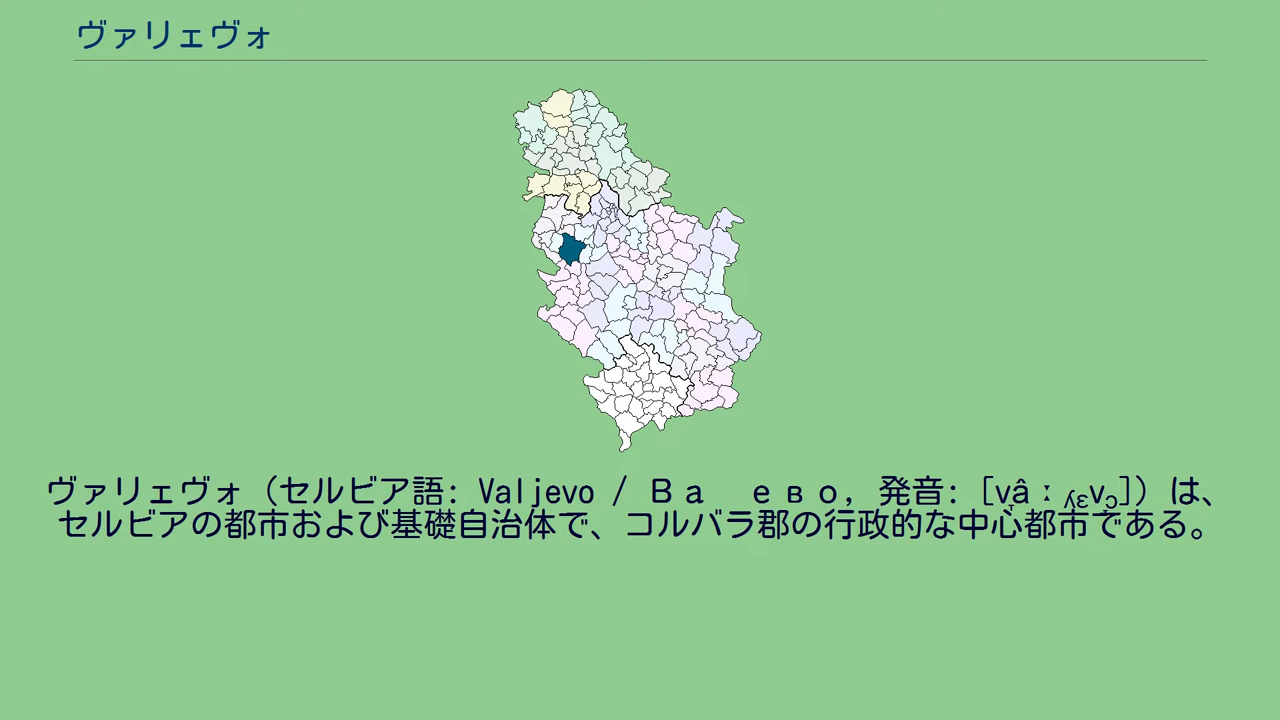 ヴァリェヴォ
ヴァリェヴォ（セルビア語: Valjevo / Ва ево, 発音: [vâːʎɛv̞ɔ̝]）は、
セルビアの都市および基礎自治体で、コルバラ郡の行政的な中心都市である。